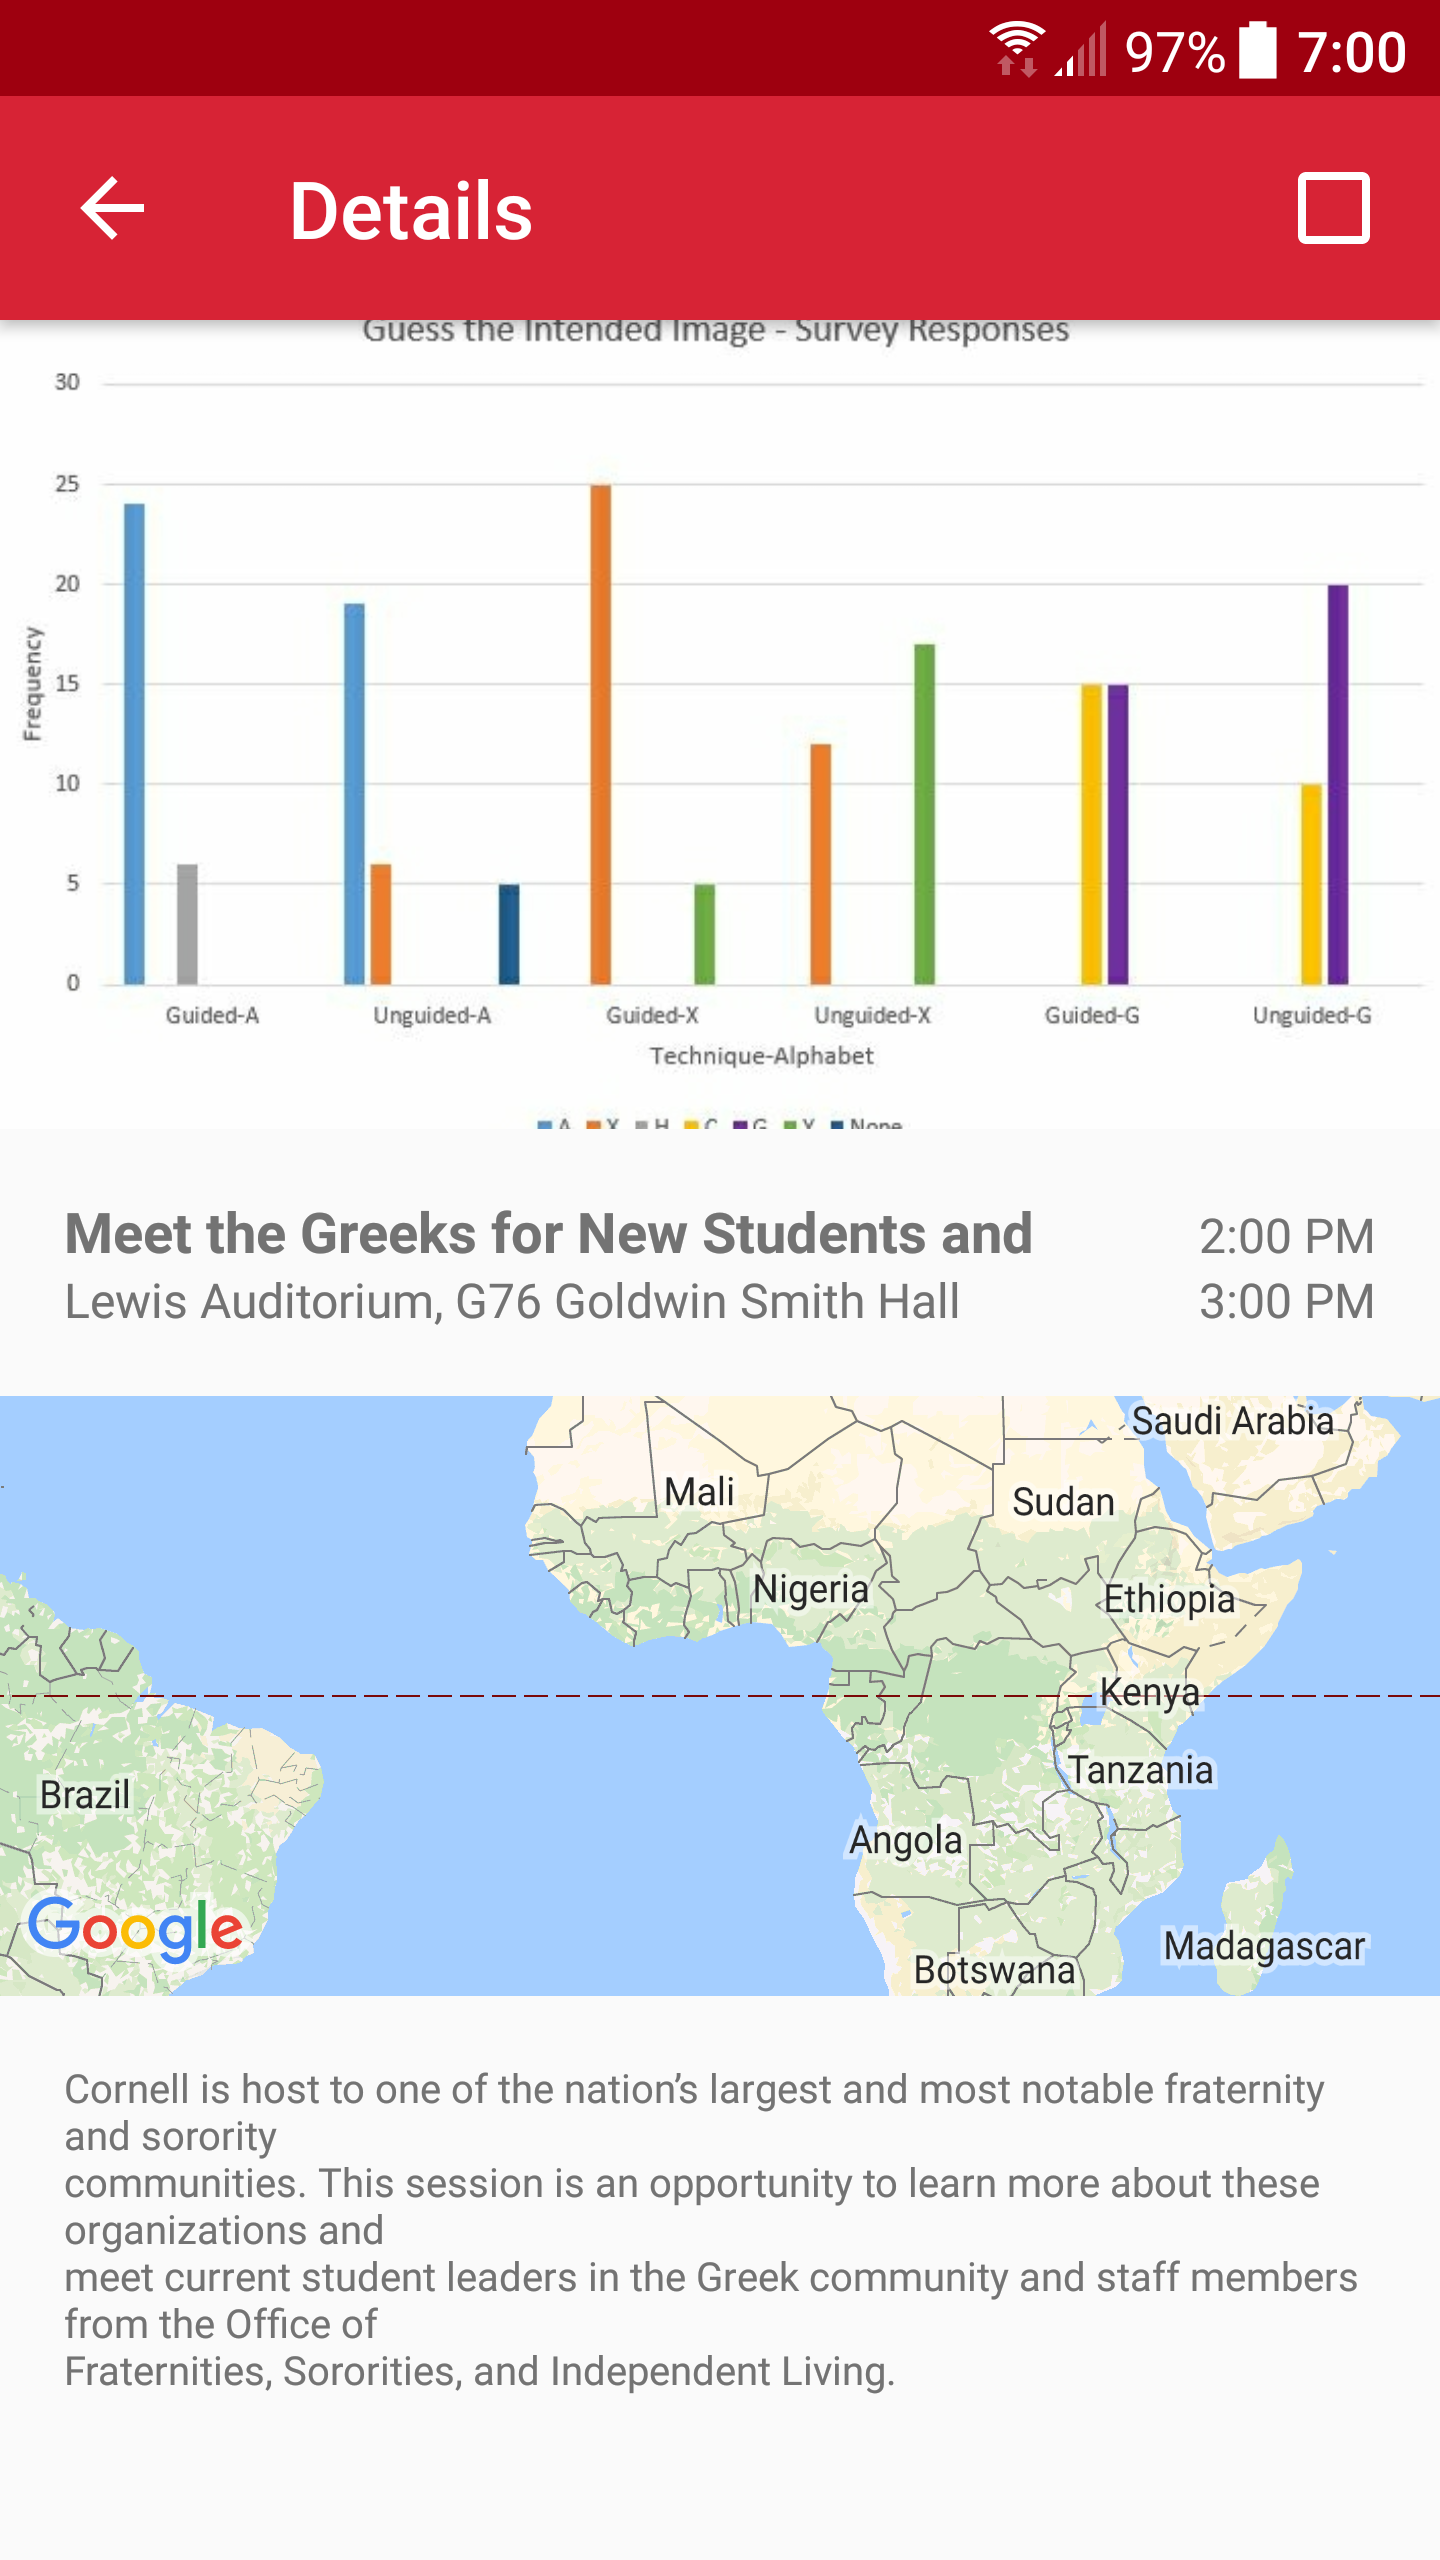 97% 7:00
Details
Guess the Intended Image - Survey Responses
30
25
20
15
10
5
0
Frequency
Guided-A Unguided-A Guided-X Unguided-X Guided-G Unguided-G
Technique-Alphabet
A X H C G Y None
Meet the Greeks for New Students and 2:00 PM
Lewis Auditorium, G76 Goldwin Smith Hall 3:00 PM
Saudi Arabia
Mali
Sudan
Nigeria
Ethiopia
Kenya
Tanzania
Brazil
Angola
Google
Madagascar
Botswana
Cornell is host to one of the nation’s largest and most notable fraternity
and sorority
communities. This session is an opportunity to learn more about these
organizations and
meet current student leaders in the Greek community and staff members
from the Office of
Fraternities, Sororities, and Independent Living.